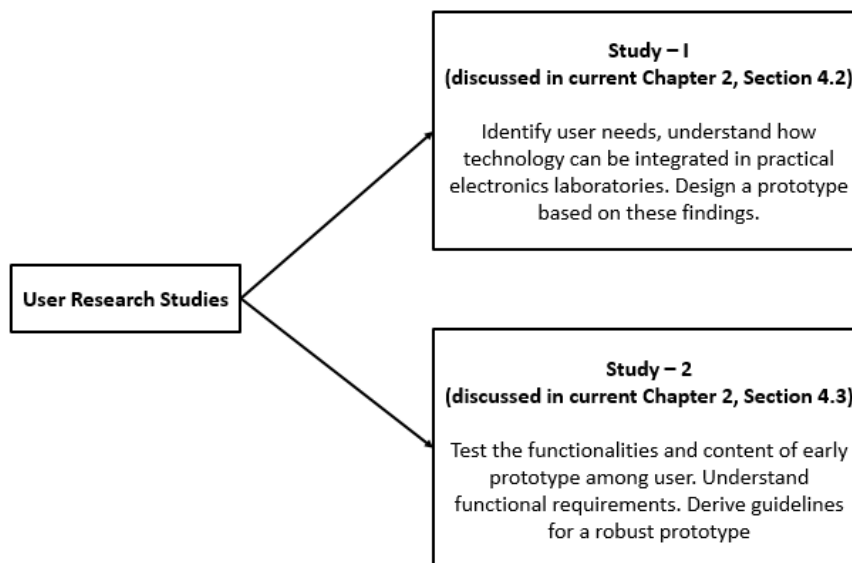 Study – I
(discussed in current Chapter 2, Section 4.2)
Identify user needs, understand how
technology can be integrated in practical
electronics laboratories. Design a prototype
based on these findings.
User Research Studies
Study – 2
(discussed in current Chapter 2, Section 4.3)
Test the functionalities and content of early
prototype among user. Understand
functional requirements. Derive guidelines
for a robust prototype